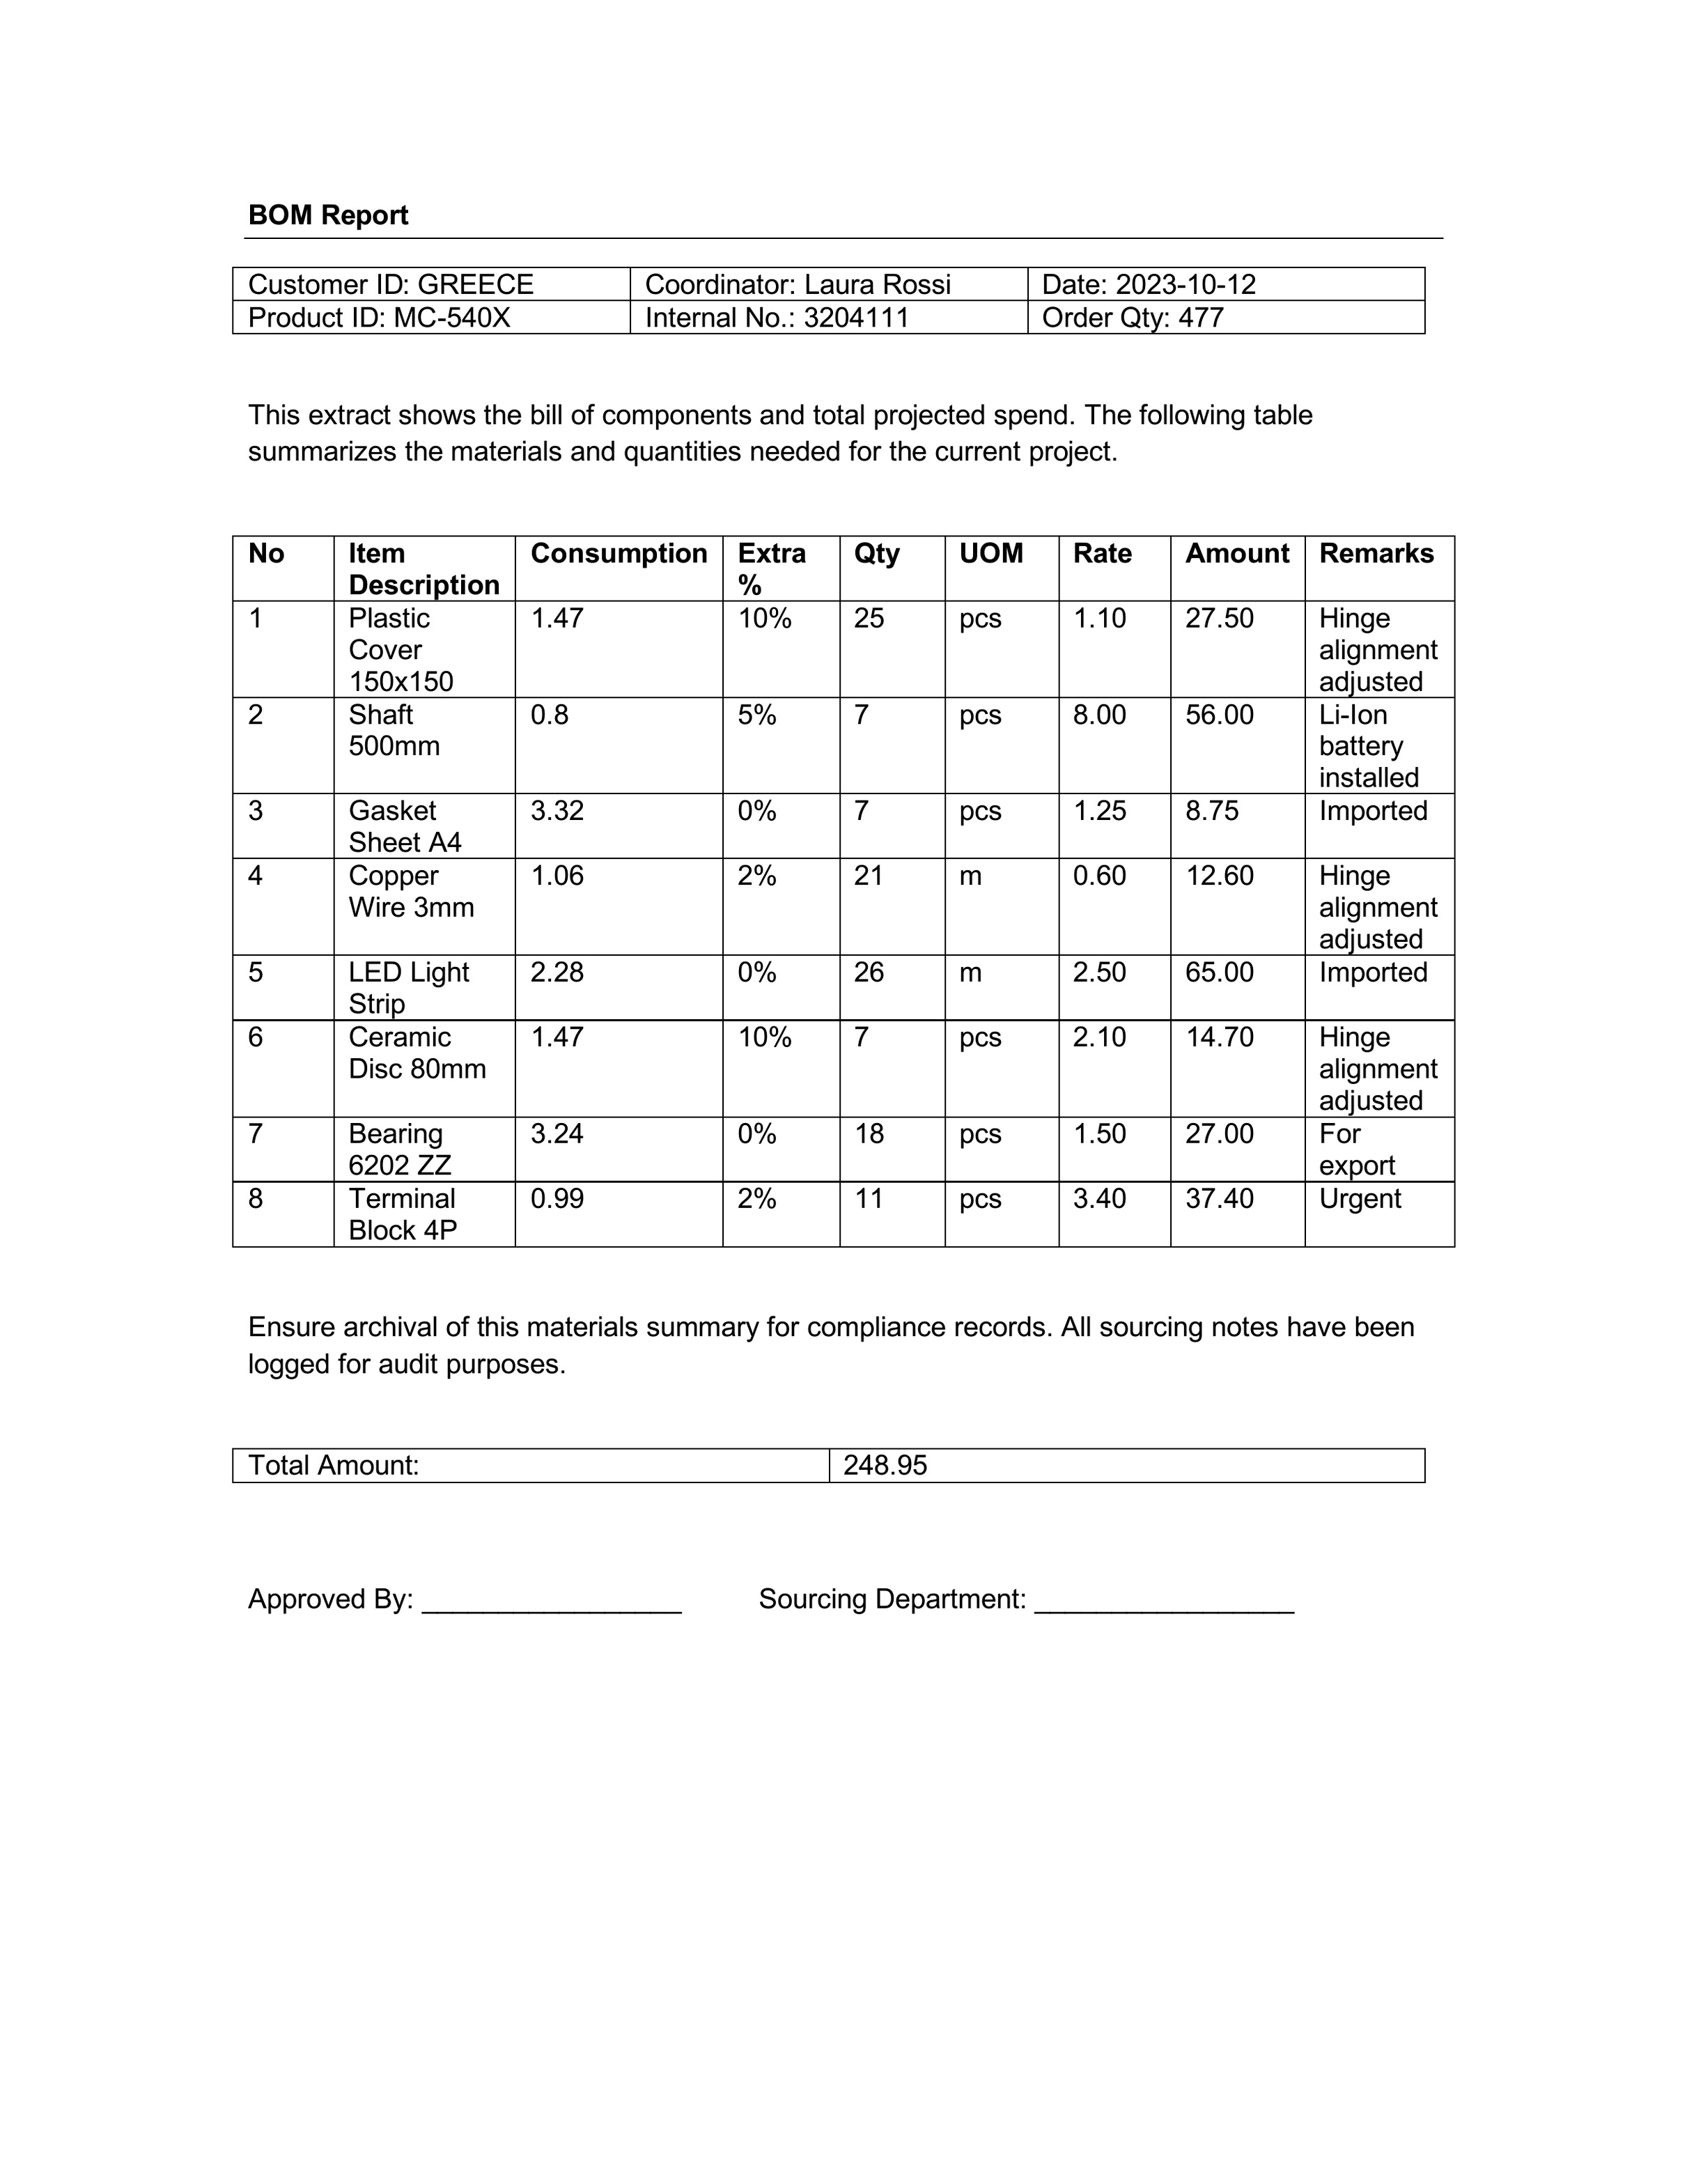 BOM Report
Customer ID: GREECE Coordinator: Laura Rossi Date: 2023-10-12
Product ID: MC-540X Internal No.: 3204111 Order Qty: 477
This extract shows the bill of components and total projected spend. The following table
summarizes the materials and quantities needed for the current project.
No Item Consumption Extra Qty UOM Rate Amount Remarks
Description %
1 Plastic 1.47 10% 25 pcs 1.10 27.50 Hinge
Cover alignment
150x150 adjusted
2 Shaft 0.8 5% 7 pcs 8.00 56.00 Li-Ion
500mm battery
installed
3 Gasket 3.32 0% 7 pcs 1.25 8.75 Imported
Sheet A4
4 Copper 1.06 2% 21 m 0.60 12.60 Hinge
Wire 3mm alignment
adjusted
5 LED Light 2.28 0% 26 m 2.50 65.00 Imported
Strip
6 Ceramic 1.47 10% 7 pcs 2.10 14.70 Hinge
Disc 80mm alignment
adjusted
7 Bearing 3.24 0% 18 pcs 1.50 27.00 For
6202 ZZ export
8 Terminal 0.99 2% 11 pcs 3.40 37.40 Urgent
Block 4P
Ensure archival of this materials summary for compliance records. All sourcing notes have been
logged for audit purposes.
Total Amount: 248.95
Approved By: _________________ Sourcing Department: _________________